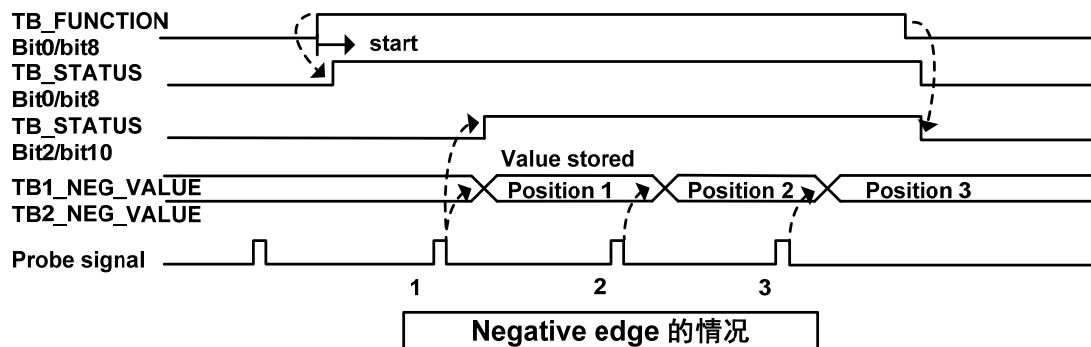 TB_FUNCTION
Bit0/bit8
start
TB_STATUS
Bit0/bit8
TB_STATUS
Bit2/bit10
Value stored
TB1_NEG_VALUE
Position 1 Position 2 Position 3
TB2_NEG_VALUE
Probe signal
1 2 3
Negative edge 的情况